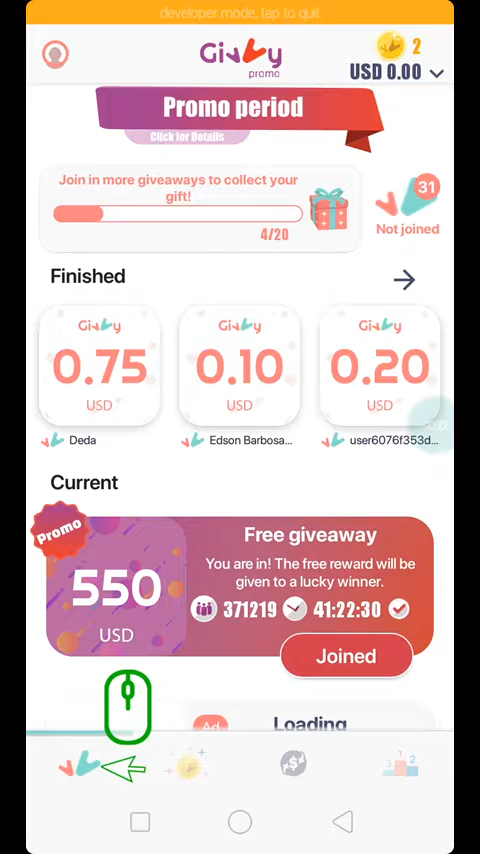 developer mode, tap to quit
Givvy
promo
2
USD 0.00
Promo period
Click for Details
Join in more giveaways to collect your
gift!
4/20
31
Not joined
Finished
Givvy
0.75
USD
Deda
Givvy
0.10
USD
Edson Barbosa...
Givvy
0.20
USD
user6076f353d...
Current
Promo
550
USD
Free giveaway
You are in! The free reward will be
given to a lucky winner.
371219
41:22:30
Joined
Ad
Loading
3
1
2